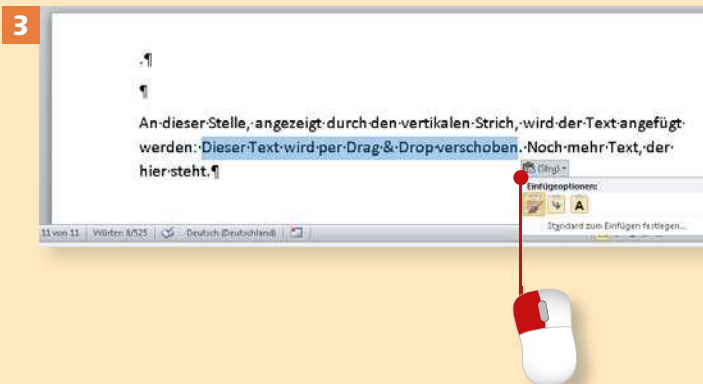 3
.¶
¶
An·dieser·Stelle,·angezeigt·durch·den·vertikalen·Strich,·wird·der·Text·angefügt·
werden:·Dieser·Text·wird·per·Drag·&·Drop·verschoben.·Noch·mehr·Text,·der·
hier·steht.¶
(Strg)
Einfügeoptionen:
A
Standard zum Einfügen festlegen...
11 von 11 Wörter: 8/525 Deutsch (Deutschland)